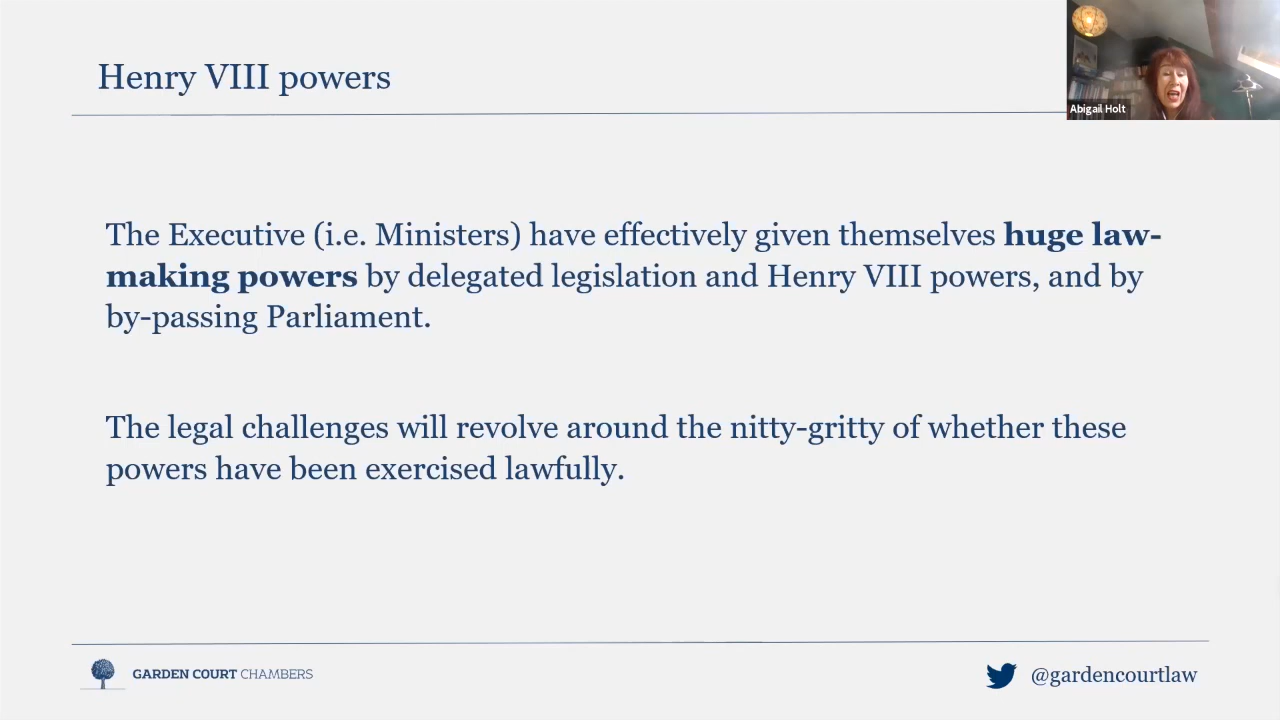 Henry VIII powers
Abigail Holt
The Executive (i.e. Ministers) have effectively given themselves huge law-
making powers by delegated legislation and Henry VIII powers, and by
by-passing Parliament.
The legal challenges will revolve around the nitty-gritty of whether these
powers have been exercised lawfully.
GARDEN COURT CHAMBERS
@gardencourtlaw